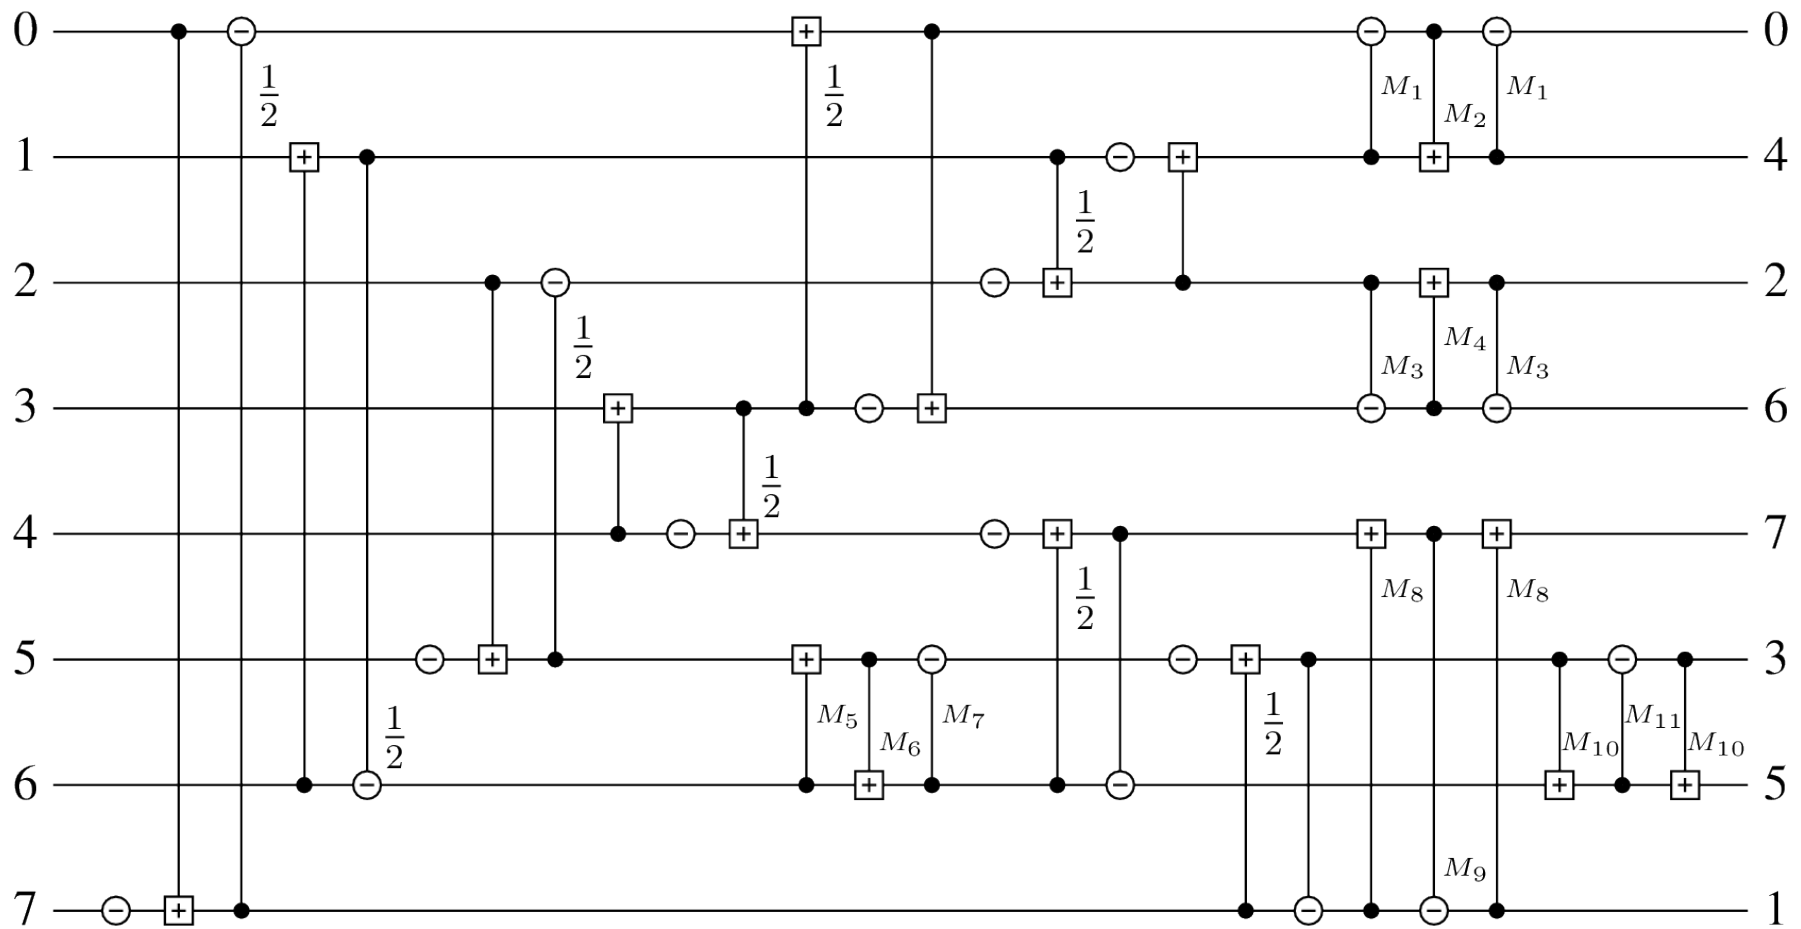 0 0
1/2 1/2 M₁ M₂ M₁
1 4
1/2
2 2
1/2 M₃ M₄ M₃
3 6
1/2
4 7
1/2 M₈ M₈
5 3
1/2 M₅ M₆ M₇ 1/2 M₁₀ M₁₁ M₁₀
6 5
M₉
7 1